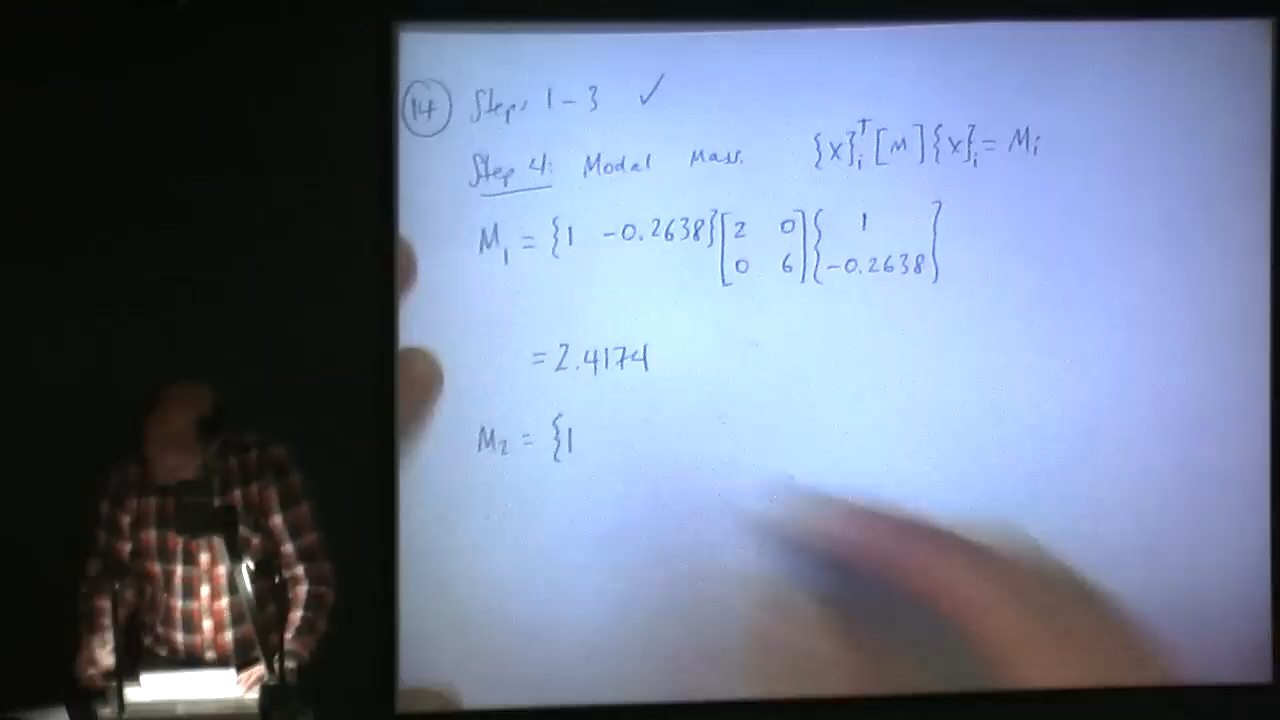 14 Steps 1-3 ✓
Step 4: Modal Mass. {x}ᵢᵀ[M]{x}ᵢ = Mᵢ
M₁ = {1 -0.2638}[2 0
0 6]{1
-0.2638}
= 2.4174
M₂ = {1